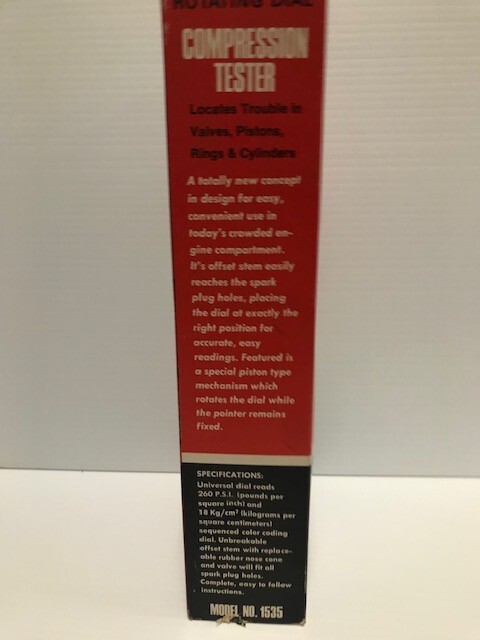 ROTATING DIAL
COMPRESSION
TESTER
Locates Trouble in
Valves, Pistons,
Rings & Cylinders
A totally new concept
in design for easy,
convenient use in
today's crowded en-
gine compartment.
It's offset stem easily
reaches the spark
plug holes, placing
the dial at exactly the
right position for
accurate, easy
readings. Featured is
a special piston type
mechanism which
rotates the dial while
the pointer remains
fixed.
SPECIFICATIONS:
Universal dial reads
260 P.S.I. (pounds per
square inch) and
18 Kg/cm² (kilograms per
square centimeters)
sequenced color coding
dial. Unbreakable
offset stem with replace-
able rubber nose cone
and valve will fit all
spark plug holes.
Complete, easy to follow
instructions.
MODEL NO. 1535